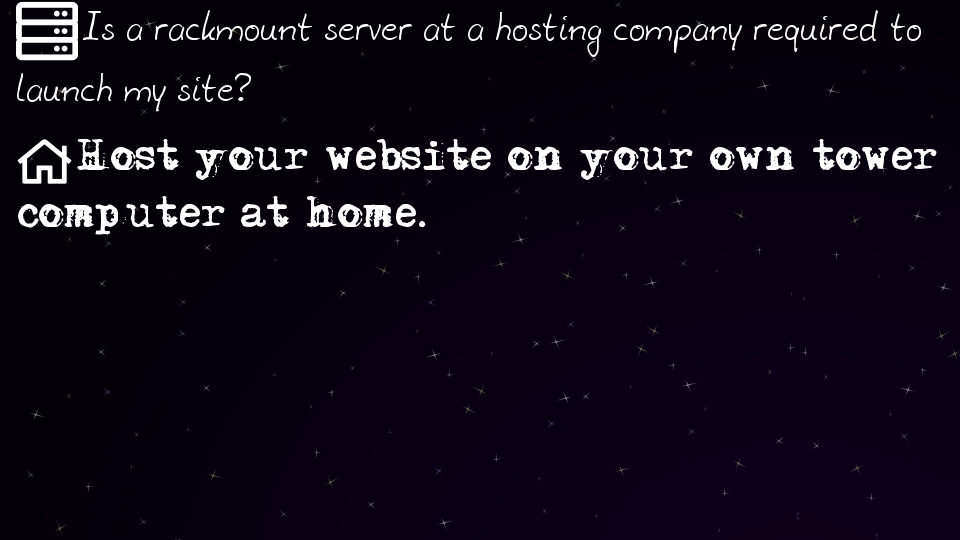 Is a rackmount server at a hosting company required to
launch my site?
Host your website on your own tower
computer at home.